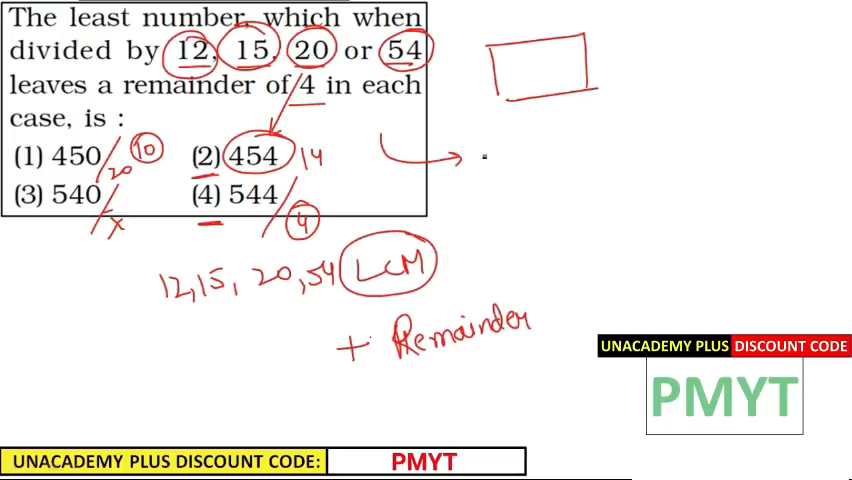 The least number, which when
divided by 12, 15, 20 or 54
leaves a remainder of 4 in each
case, is :
(1) 450 /20 10 (2) 454 /14
(3) 540 /x (4) 544 /4
12, 15, 20, 54 LCM
+ Remainder
UNACADEMY PLUS DISCOUNT CODE
PMYT
UNACADEMY PLUS DISCOUNT CODE: PMYT